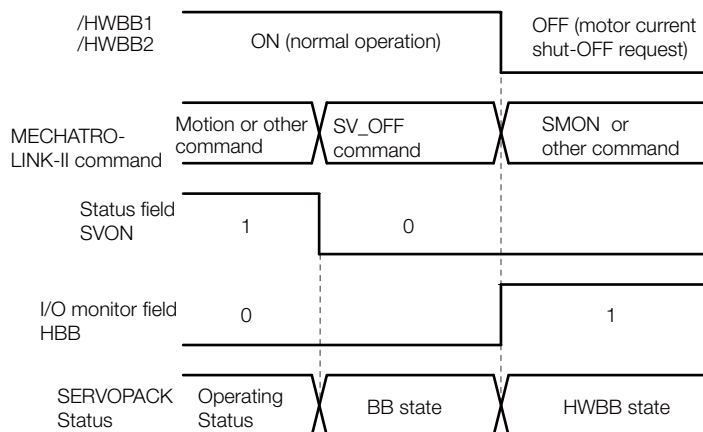 /HWBB1
/HWBB2
ON (normal operation)
OFF (motor current
shut-OFF request)
MECHATRO-
LINK-II command
Motion or other
command
SV_OFF
command
SMON or
other command
Status field
SVON
1
0
I/O monitor field
HBB
0
1
SERVOPACK
Status
Operating
Status
BB state
HWBB state